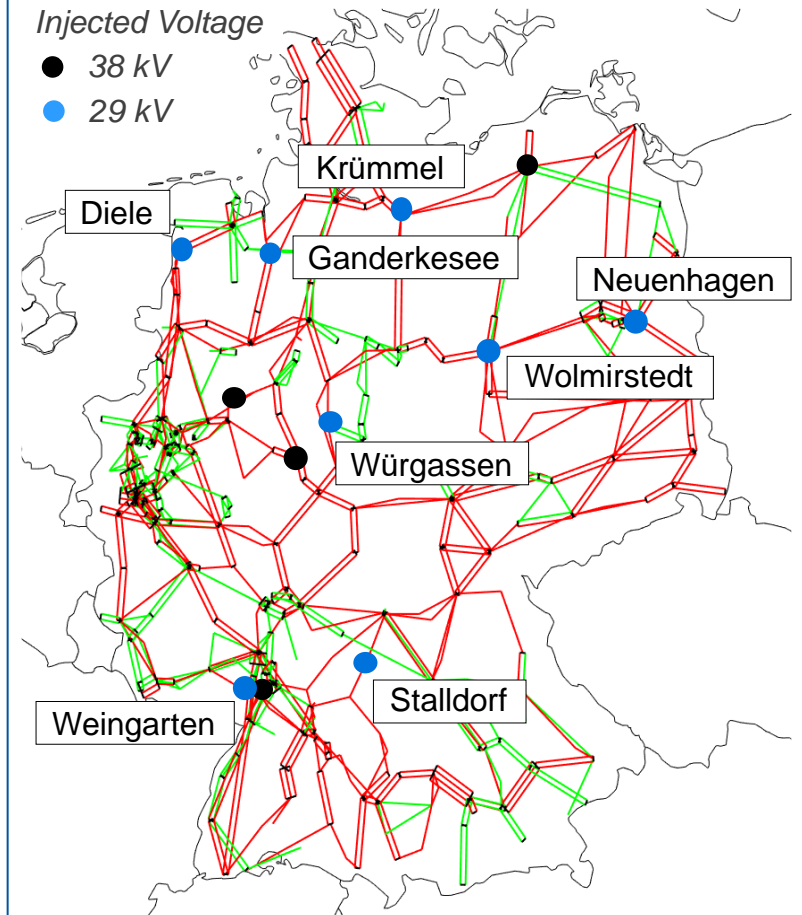 Injected Voltage
38 kV
29 kV
Krümmel
Diele
Ganderkesee
Neuenhagen
Wolmirstedt
Würgassen
Stalldorf
Weingarten